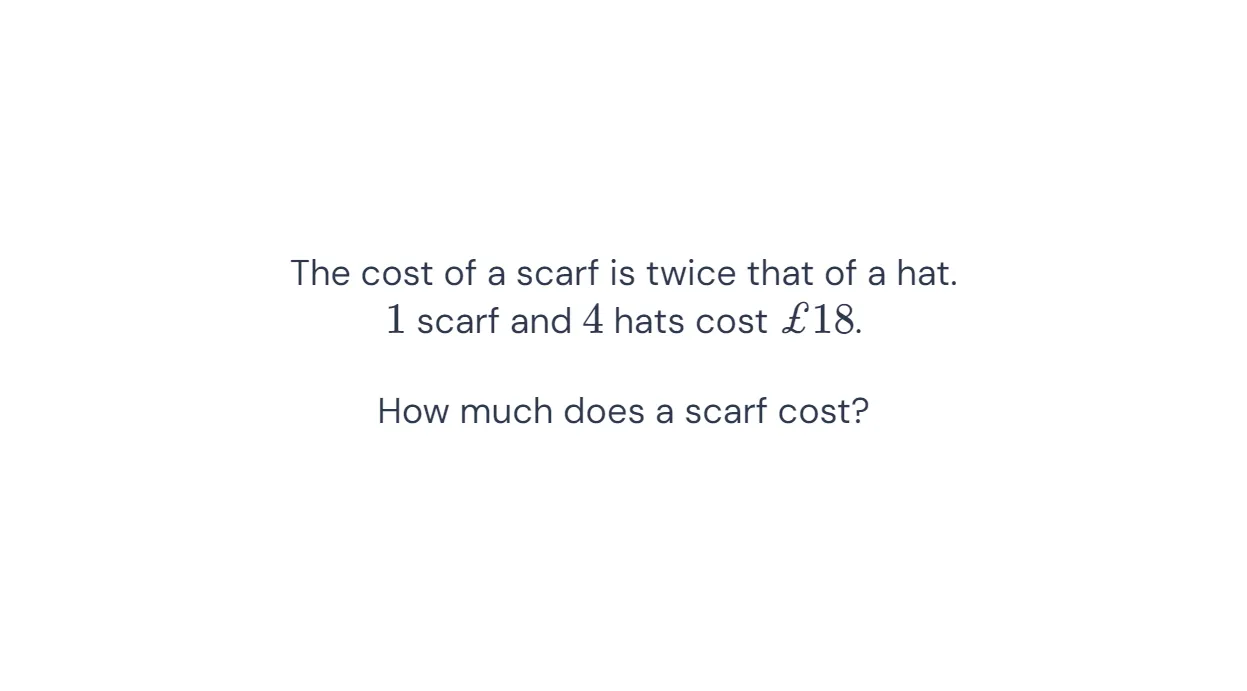 The cost of a scarf is twice that of a hat.
1 scarf and 4 hats cost £18.
How much does a scarf cost?